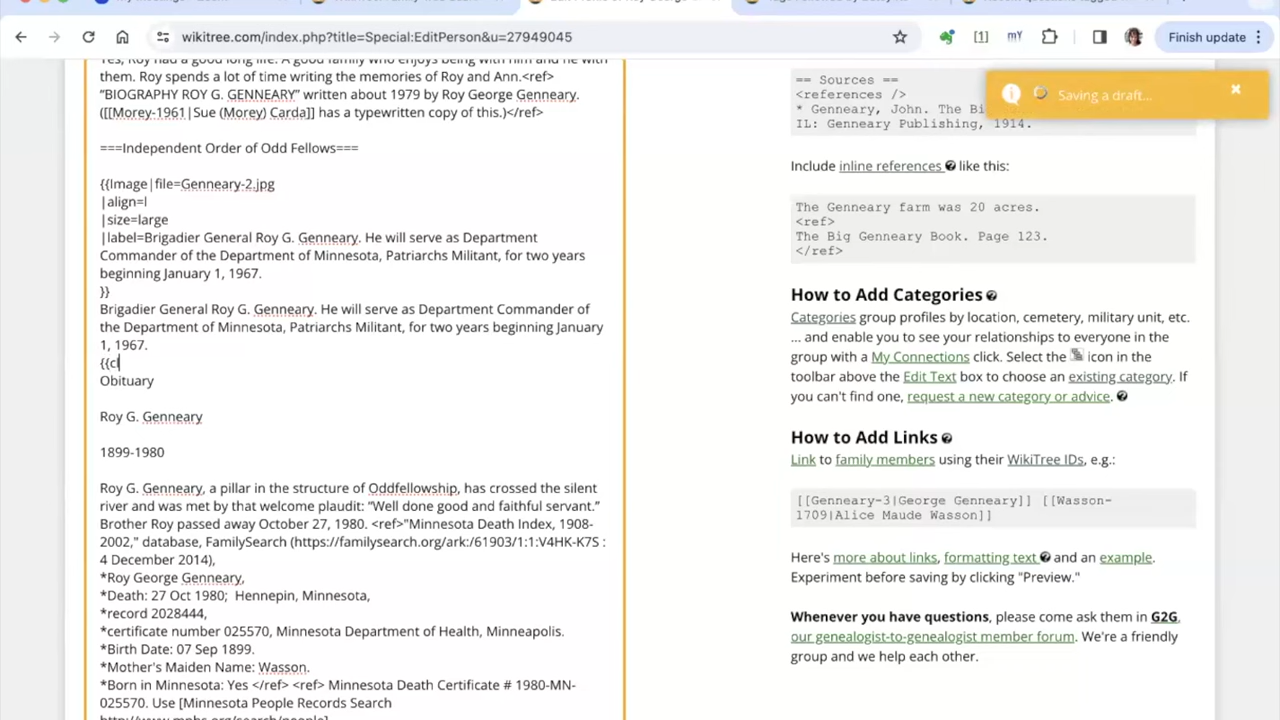 wikitree.com/index.php?title=Special:EditPerson&u=27949045
[1]
mY
Finish update
them. Roy spends a lot of time writing the memories of Roy and Ann.<ref>
"BIOGRAPHY ROY G. GENNEARY" written about 1979 by Roy George Genneary.
([[Morey-1961|Sue (Morey) Carda]] has a typewritten copy of this.)</ref>
===Independent Order of Odd Fellows===
{{Image|file=Genneary-2.jpg
|align=l
|size=large
|label=Brigadier General Roy G. Genneary. He will serve as Department
Commander of the Department of Minnesota, Patriarchs Militant, for two years
beginning January 1, 1967.
}}
Brigadier General Roy G. Genneary. He will serve as Department Commander of
the Department of Minnesota, Patriarchs Militant, for two years beginning January
1, 1967.
{{cl
Obituary
Roy G. Genneary
1899-1980
Roy G. Genneary, a pillar in the structure of Oddfellowship, has crossed the silent
river and was met by that welcome plaudit: "Well done good and faithful servant."
Brother Roy passed away October 27, 1980. <ref>"Minnesota Death Index, 1908-
2002," database, FamilySearch (https://familysearch.org/ark:/61903/1:1:V4HK-K7S :
4 December 2014),
*Roy George Genneary,
*Death: 27 Oct 1980;  Hennepin, Minnesota,
*record 2028444,
*certificate number 025570, Minnesota Department of Health, Minneapolis.
*Birth Date: 07 Sep 1899.
*Mother's Maiden Name: Wasson.
*Born in Minnesota: Yes </ref> <ref> Minnesota Death Certificate # 1980-MN-
025570. Use [Minnesota People Records Search
== Sources ==
<references />
* Genneary, John. The Bi
IL: Genneary Publishing, 1914.
Saving a draft...
Include inline references like this:
The Genneary farm was 20 acres.
<ref>
The Big Genneary Book. Page 123.
</ref>
How to Add Categories
Categories group profiles by location, cemetery, military unit, etc.
... and enable you to see your relationships to everyone in the
group with a My Connections click. Select the icon in the
toolbar above the Edit Text box to choose an existing category. If
you can't find one, request a new category or advice.
How to Add Links
Link to family members using their WikiTree IDs, e.g.:
[[Genneary-3|George Genneary]] [[Wasson-
1709|Alice Maude Wasson]]
Here's more about links, formatting text and an example.
Experiment before saving by clicking "Preview."
Whenever you have questions, please come ask them in G2G,
our genealogist-to-genealogist member forum. We're a friendly
group and we help each other.